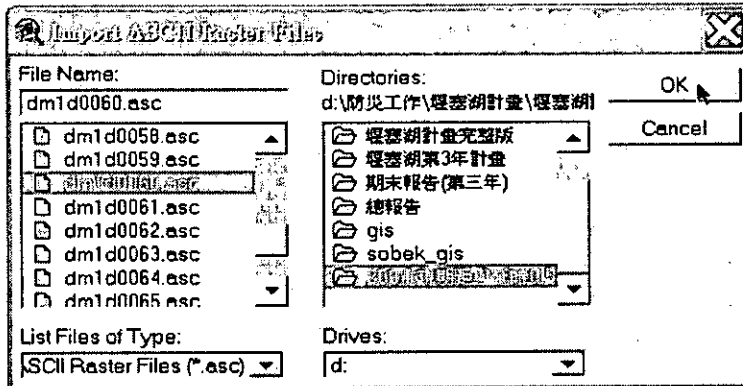 Import ASCII Raster Files
File Name:
dm1d0060.asc
dm1d0058.asc
dm1d0059.asc
dm1d0060.asc
dm1d0061.asc
dm1d0062.asc
dm1d0063.asc
dm1d0064.asc
dm1d0065.asc
List Files of Type:
ASCII Raster Files (*.asc)
Directories:
d:\防災工作\堰塞湖計畫\堰塞湖
堰塞湖計畫完整版
堰塞湖第3年計畫
期末報告(第三年)
總報告
gis
sobek_gis
Drives:
d:
OK
Cancel